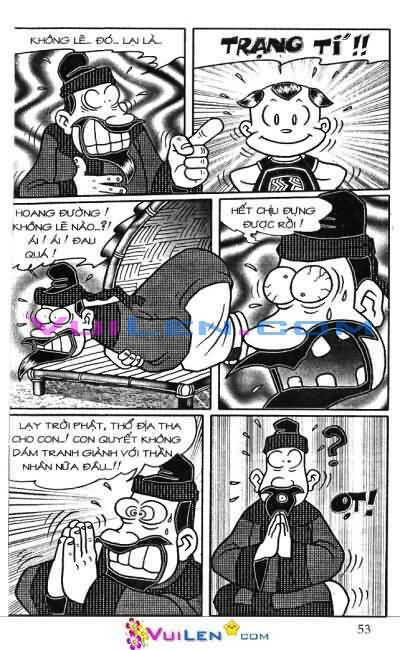 KHÔNG LẼ... ĐÓ... LẠI LÀ...
TRẠNG TÍ!!
HOANG ĐƯỜNG!
KHÔNG LẼ NÀO..?!
ÁI! ÁI! ĐAU
QUÁ!
HẾT CHỊU ĐỰNG
ĐƯỢC RỒI!
VUILEN.COM
LẠY TRỜI PHẬT, THỔ ĐỊA THA
CHO CON..! CON QUYẾT KHÔNG
DÁM TRANH GIÀNH VỚI THẦN
NHÂN NỮA ĐÂU..!!
?
ỌT!
53
VUILEN.COM